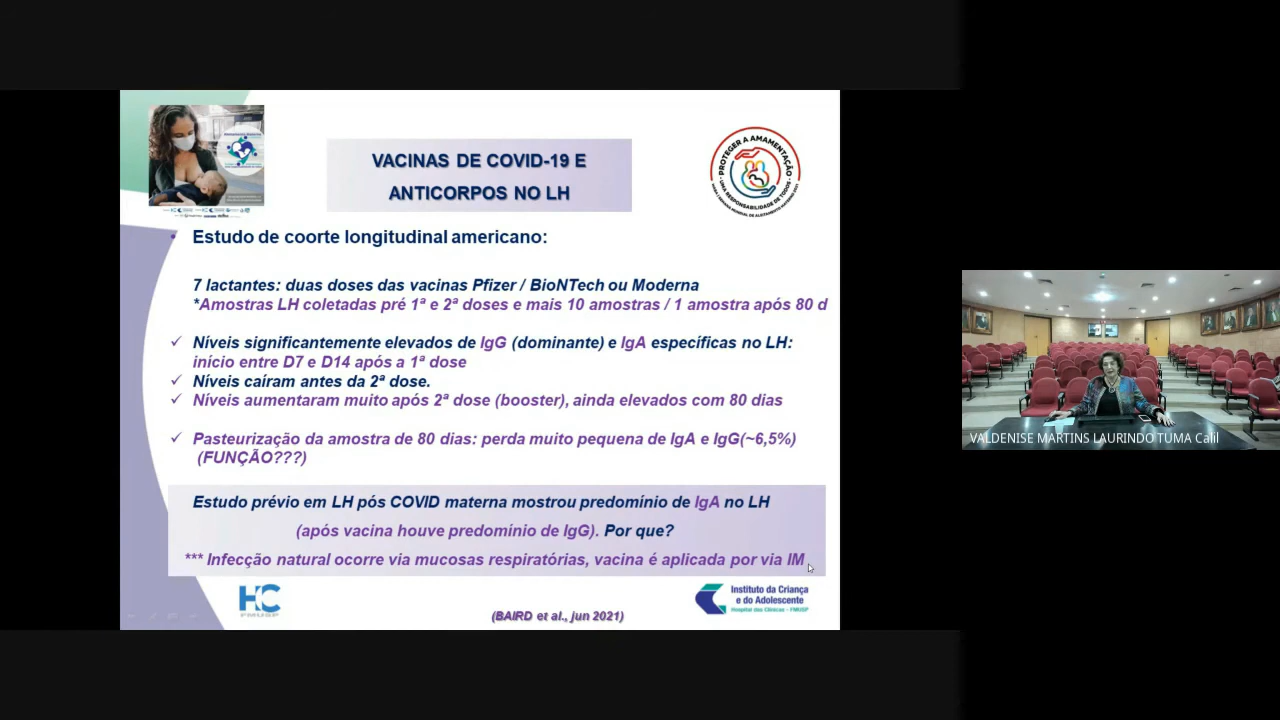 VACINAS DE COVID-19 E
ANTICORPOS NO LH
PROTEGER A AMAMENTAÇÃO
UMA RESPONSABILIDADE DE TODOS
• Estudo de coorte longitudinal americano:
7 lactantes: duas doses das vacinas Pfizer / BioNTech ou Moderna
*Amostras LH coletadas pré 1ª e 2ª doses e mais 10 amostras / 1 amostra após 80 d
✓ Níveis significantemente elevados de IgG (dominante) e IgA específicas no LH:
início entre D7 e D14 após a 1ª dose
✓ Níveis caíram antes da 2ª dose.
✓ Níveis aumentaram muito após 2ª dose (booster), ainda elevados com 80 dias
✓ Pasteurização da amostra de 80 dias: perda muito pequena de IgA e IgG(~6,5%)
(FUNÇÃO???)
Estudo prévio em LH pós COVID materna mostrou predomínio de IgA no LH
(após vacina houve predomínio de IgG). Por que?
*** Infecção natural ocorre via mucosas respiratórias, vacina é aplicada por via IM
HC
FMUSP
(BAIRD et al., jun 2021)
Instituto da Criança
e do Adolescente
Hospital das Clínicas - FMUSP
VALDENISE MARTINS LAURINDO TUMA Calil